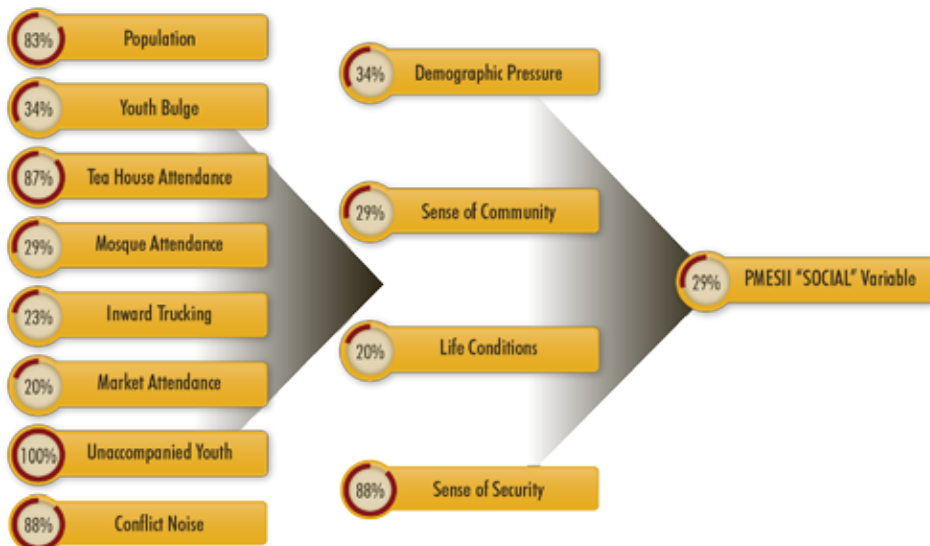 83% Population
34% Youth Bulge
87% Tea House Attendance
29% Mosque Attendance
23% Inward Trucking
20% Market Attendance
100% Unaccompanied Youth
88% Conflict Noise
34% Demographic Pressure
29% Sense of Community
20% Life Conditions
88% Sense of Security
29% PMESII “SOCIAL” Variable